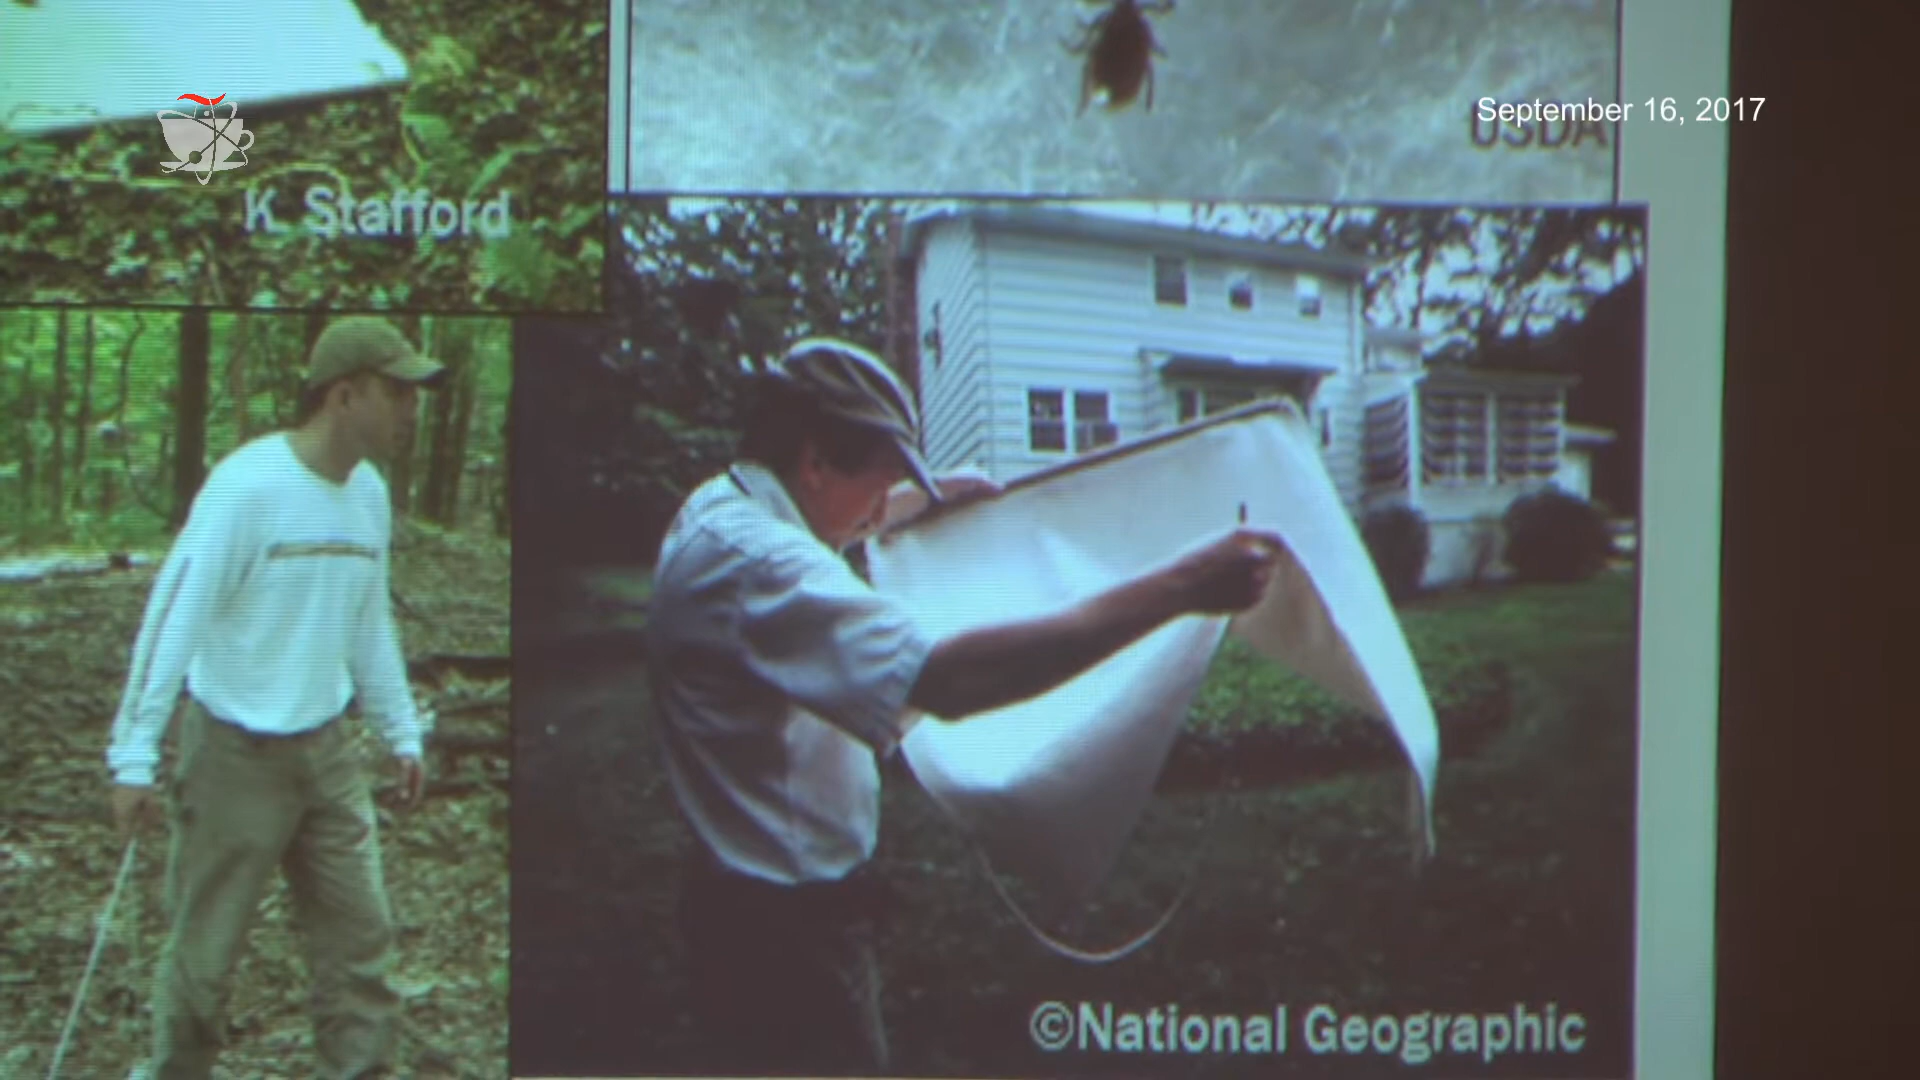 September 16, 2017
USDA
K. Stafford
©National Geographic